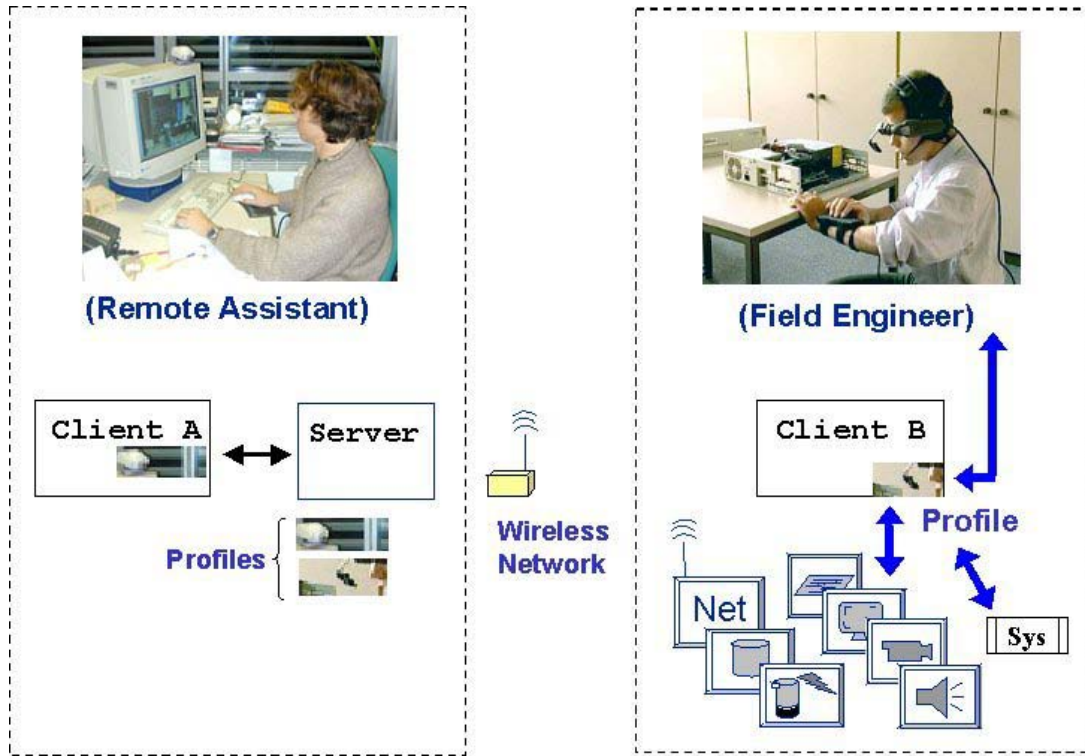 (Remote Assistant)
(Field Engineer)
Client A
Server
Profiles
Wireless
Network
Client B
Profile
Net
Sys